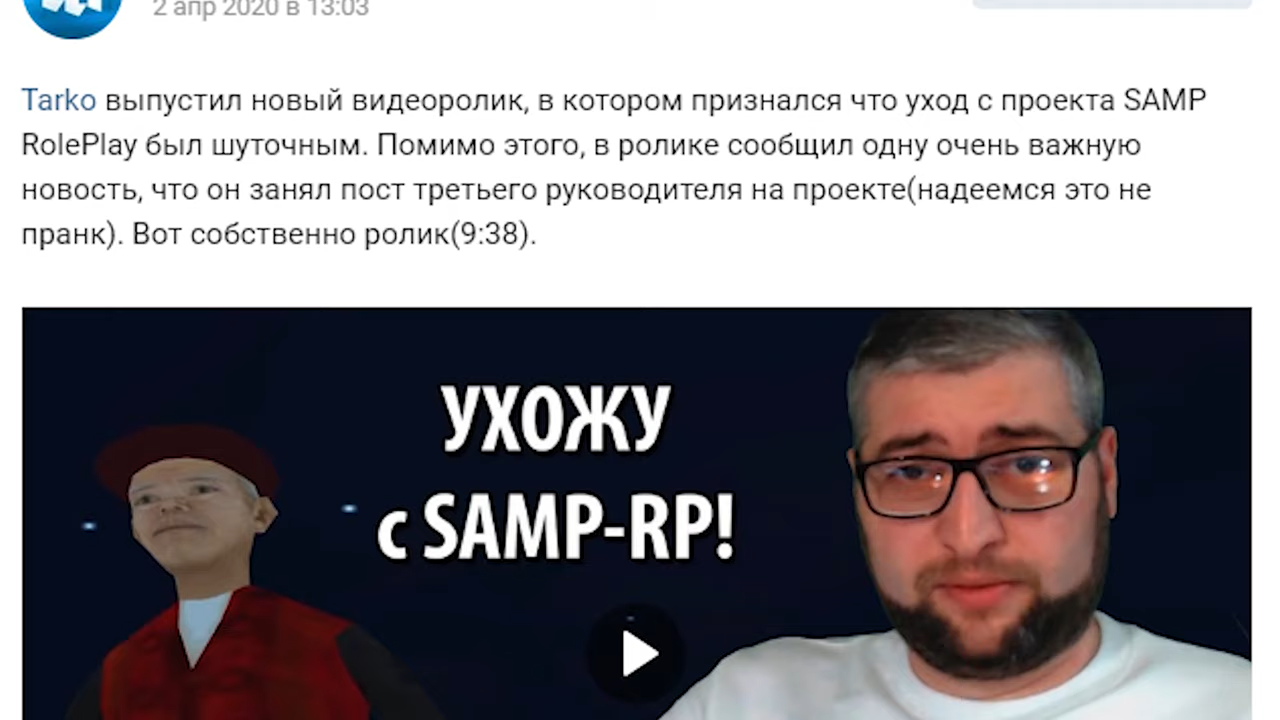 2 апр 2020 в 13:03
Tarko выпустил новый видеоролик, в котором признался что уход с проекта SAMP
RolePlay был шуточным. Помимо этого, в ролике сообщил одну очень важную
новость, что он занял пост третьего руководителя на проекте(надеемся это не
пранк). Вот собственно ролик(9:38).
УХОЖУ
с SAMP-RP!